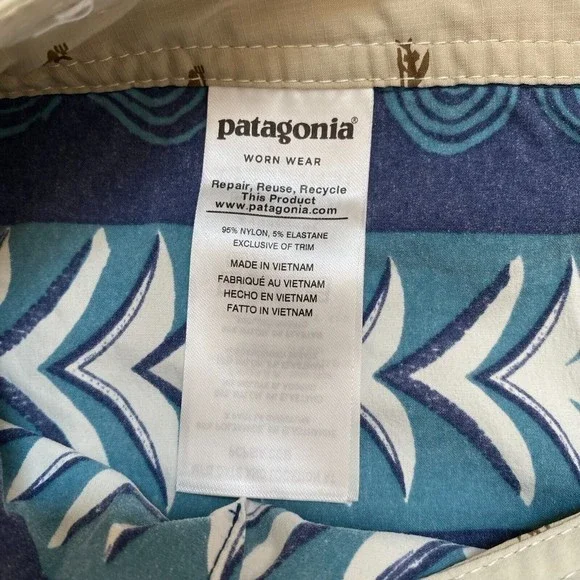 patagonia®
WORN WEAR
Repair, Reuse, Recycle
This Product
www.patagonia.com
95% NYLON, 5% ELASTANE
EXCLUSIVE OF TRIM
MADE IN VIETNAM
FABRIQUÉ AU VIETNAM
HECHO EN VIETNAM
FATTO IN VIETNAM